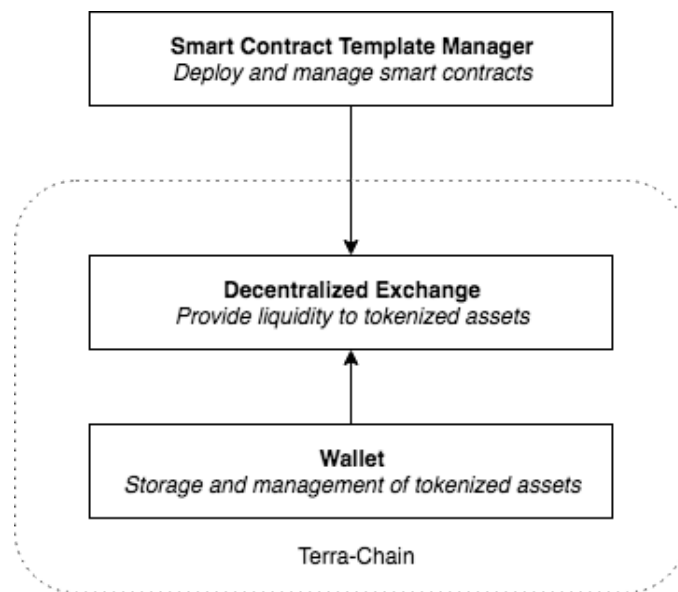 Smart Contract Template Manager
Deploy and manage smart contracts
Decentralized Exchange
Provide liquidity to tokenized assets
Wallet
Storage and management of tokenized assets
Terra-Chain